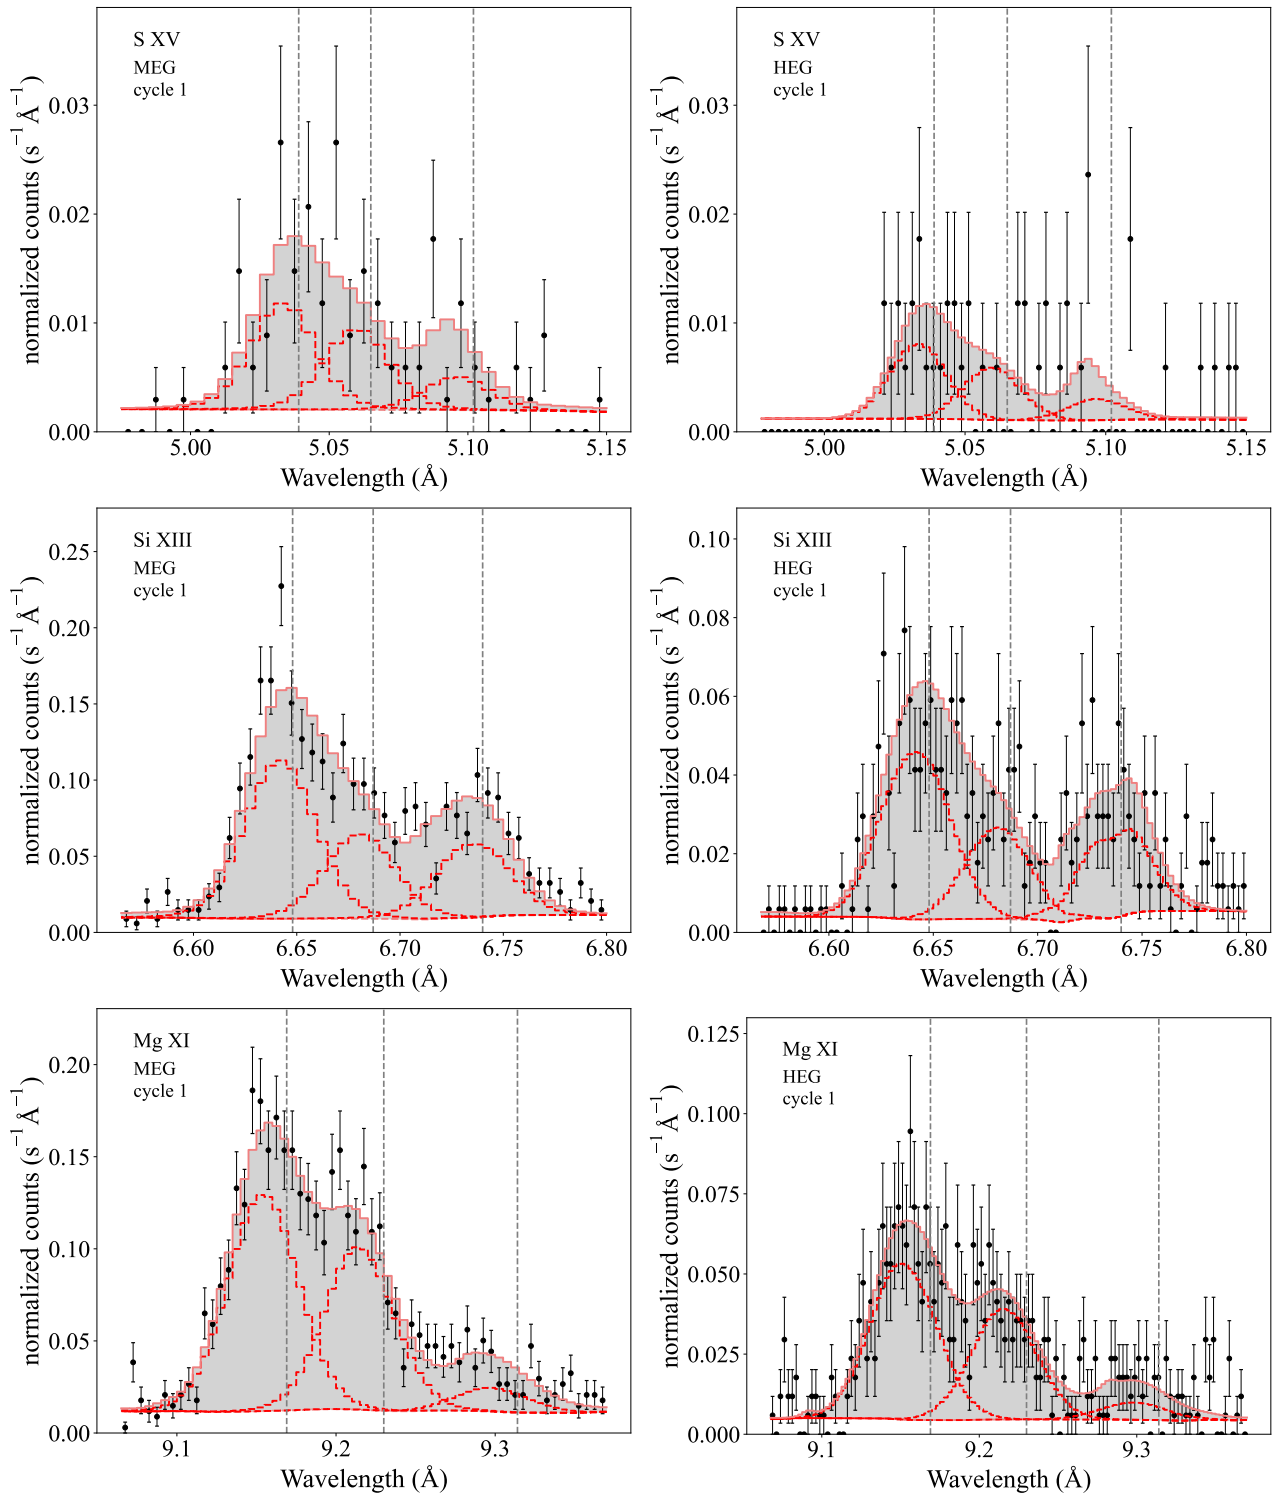 S XV
MEG
cycle 1
normalized counts (s⁻¹ Å⁻¹)
0.03
0.02
0.01
0.00
5.00
5.05
5.10
5.15
Wavelength (Å)
S XV
HEG
cycle 1
normalized counts (s⁻¹ Å⁻¹)
0.03
0.02
0.01
0.00
5.00
5.05
5.10
5.15
Wavelength (Å)
Si XIII
MEG
cycle 1
normalized counts (s⁻¹ Å⁻¹)
0.25
0.20
0.15
0.10
0.05
0.00
6.60
6.65
6.70
6.75
6.80
Wavelength (Å)
Si XIII
HEG
cycle 1
normalized counts (s⁻¹ Å⁻¹)
0.10
0.08
0.06
0.04
0.02
0.00
6.60
6.65
6.70
6.75
6.80
Wavelength (Å)
Mg XI
MEG
cycle 1
normalized counts (s⁻¹ Å⁻¹)
0.20
0.15
0.10
0.05
0.00
9.1
9.2
9.3
Wavelength (Å)
Mg XI
HEG
cycle 1
normalized counts (s⁻¹ Å⁻¹)
0.125
0.100
0.075
0.050
0.025
0.000
9.1
9.2
9.3
Wavelength (Å)